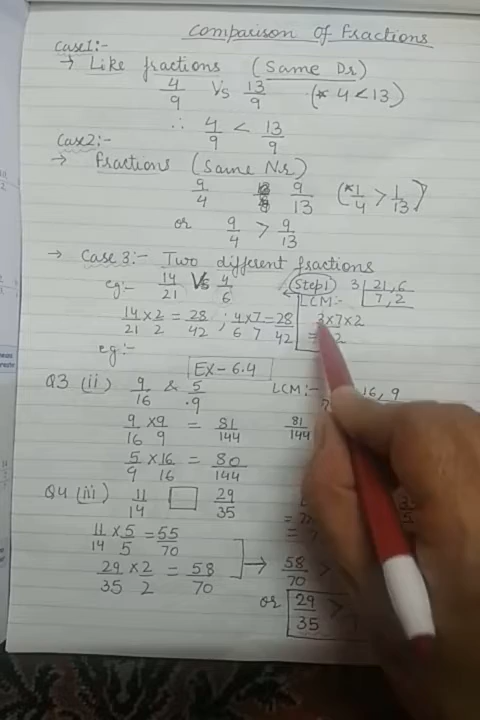 Comparison of Fractions
Case1:-
→ Like fractions (Same Dr)
4/9 Vs 13/9 (* 4 < 13)
∴ 4/9 < 13/9
Case2:-
→ fractions (Same Nr)
9/4 9/13 (* 1/4 > 1/13)
or 9/4 > 9/13
→ Case 3:- Two different fractions
eg:- 14/21 Vs 4/6
Step1
3 | 21, 6
7, 2
LCM:-
3×7×2
14/21 × 2/2 = 28/42 ; 4/6 × 7/7 = 28/42
eg:-
Ex-6.4
Q3 (ii) 9/16 & 5/9 LCM:- 16, 9
9/16 × 9/9 = 81/144 81/144
5/9 × 16/16 = 80/144
Q4 (iii) 11/14 □ 29/35
11/14 × 5/5 = 55/70
29/35 × 2/2 = 58/70 → 58/70 >
or 29/35 >